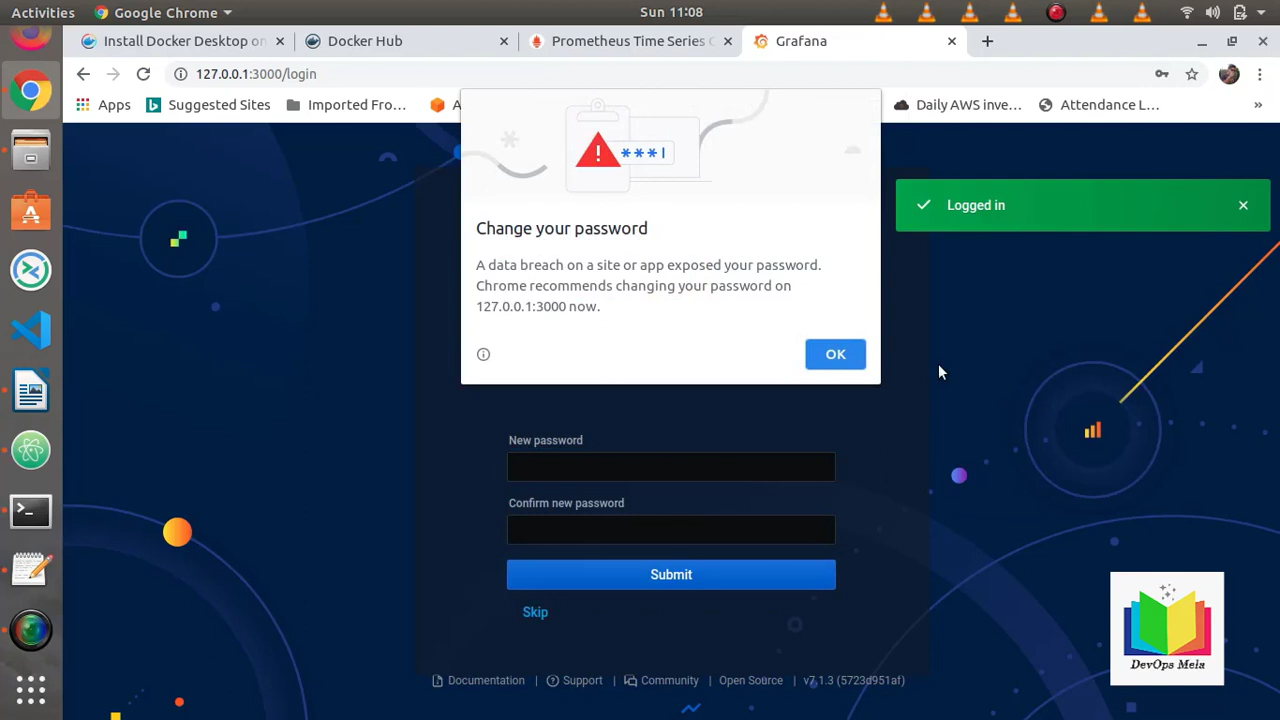 Activities
Google Chrome
Sun 11:08
Install Docker Desktop on
Docker Hub
Prometheus Time Series C
Grafana
127.0.0.1:3000/login
Apps
Suggested Sites
Imported Fro...
A
Daily AWS inve...
Attendance L...
»
***|
Change your password
A data breach on a site or app exposed your password.
Chrome recommends changing your password on
127.0.0.1:3000 now.
OK
Logged in
New password
Confirm new password
Submit
Skip
Documentation | Support | Community | Open Source | v7.1.3 (5723d951af)
DevOps Mela